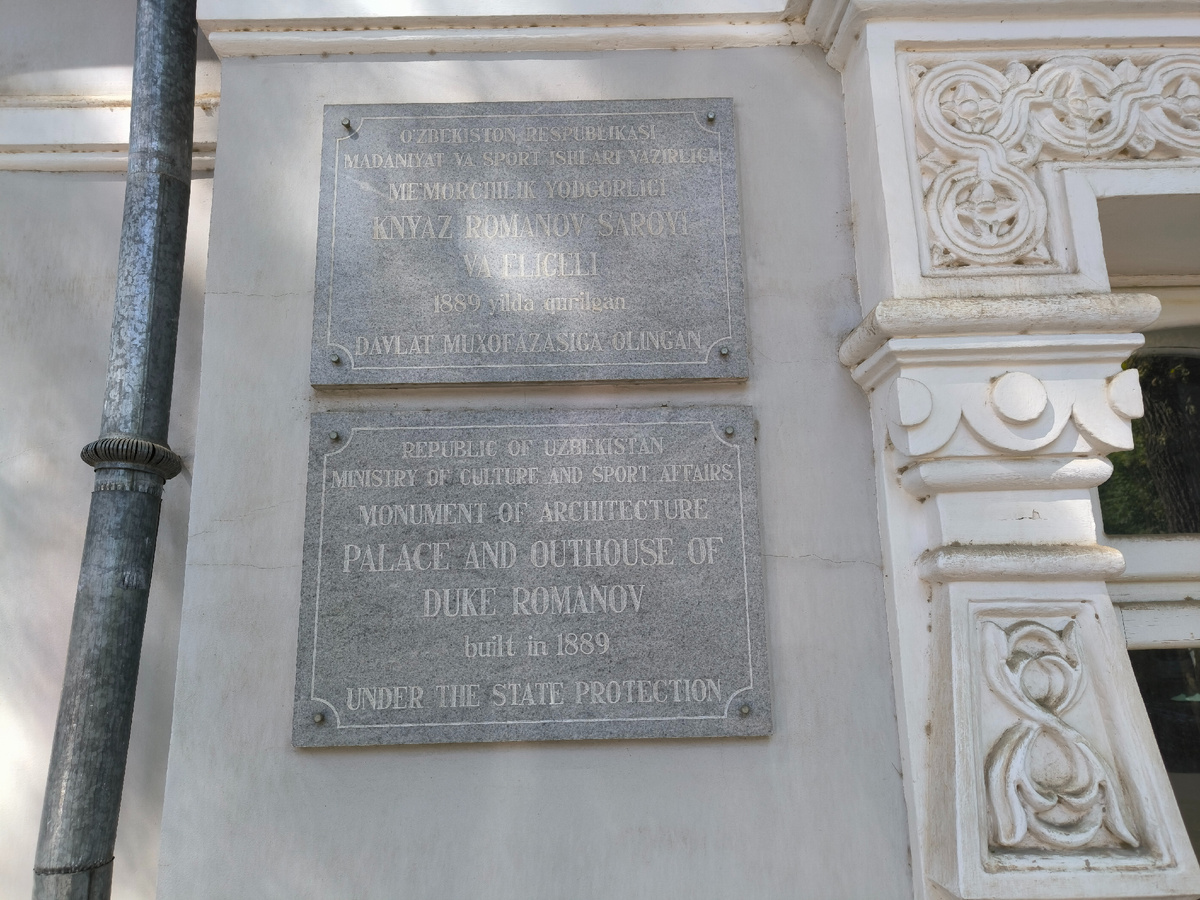 O'ZBEKISTON RESPUBLIKASI
MADANIYAT VA SPORT ISHLARI VAZIRLIGI
MEMORCHILIK YODGORLIGI
KNYAZ ROMANOV SAROYI
VA FLIGELI
1889 yilda qurilgan
DAVLAT MUXOFAZASIGA OLINGAN
REPUBLIC OF UZBEKISTAN
MINISTRY OF CULTURE AND SPORT AFFAIRS
MONUMENT OF ARCHITECTURE
PALACE AND OUTHOUSE OF
DUKE ROMANOV
built in 1889
UNDER THE STATE PROTECTION